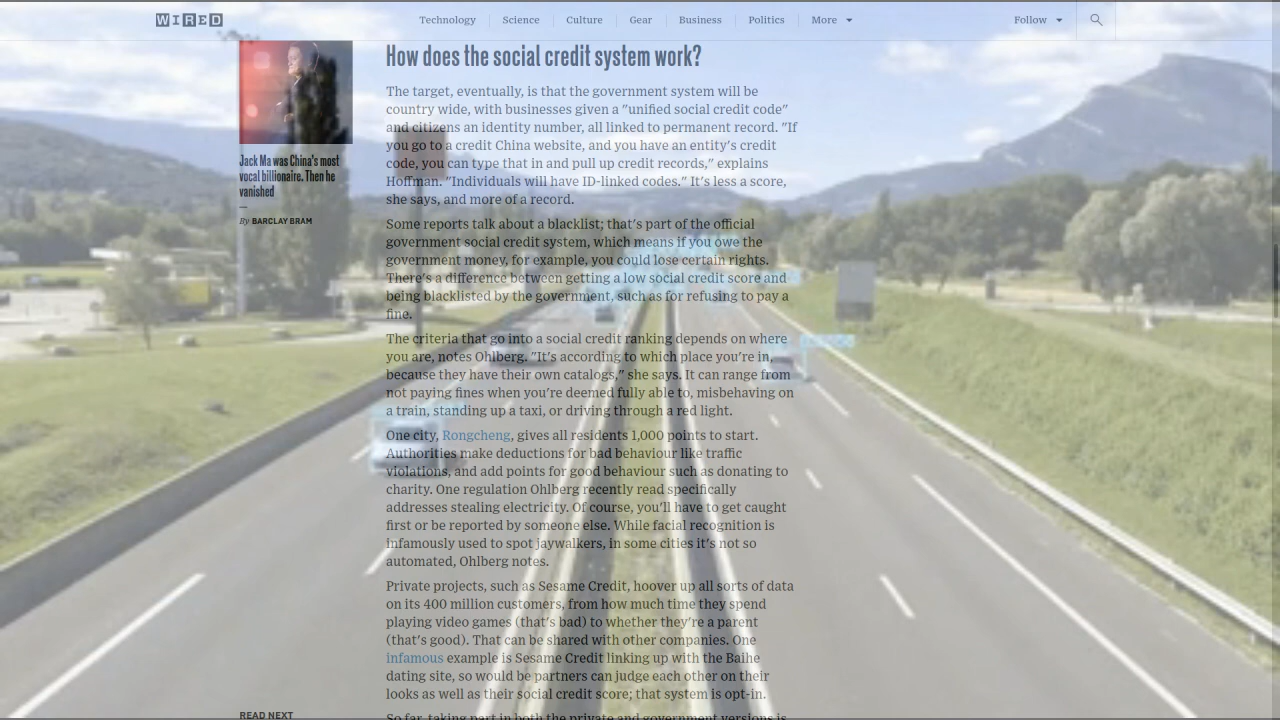 WIRED
Technology
Science
Culture
Gear
Business
Politics
More
Follow
Jack Ma was China's most
vocal billionaire. Then he
vanished
By BARCLAY BRAM
How does the social credit system work?
The target, eventually, is that the government system will be
country wide, with businesses given a "unified social credit code"
and citizens an identity number, all linked to permanent record. "If
you go to a credit China website, and you have an entity's credit
code, you can type that in and pull up credit records," explains
Hoffman. "Individuals will have ID-linked codes." It's less a score,
she says, and more of a record.
Some reports talk about a blacklist; that's part of the official
government social credit system, which means if you owe the
government money, for example, you could lose certain rights.
There's a difference between getting a low social credit score and
being blacklisted by the government, such as for refusing to pay a
fine.
The criteria that go into a social credit ranking depends on where
you are, notes Ohlberg. "It's according to which place you're in,
because they have their own catalogs," she says. It can range from
not paying fines when you're deemed fully able to, misbehaving on
a train, standing up a taxi, or driving through a red light.
One city, Rongcheng, gives all residents 1,000 points to start.
Authorities make deductions for bad behaviour like traffic
violations, and add points for good behaviour such as donating to
charity. One regulation Ohlberg recently read specifically
addresses stealing electricity. Of course, you'll have to get caught
first or be reported by someone else. While facial recognition is
infamously used to spot jaywalkers, in some cities it's not so
automated, Ohlberg notes.
Private projects, such as Sesame Credit, hoover up all sorts of data
on its 400 million customers, from how much time they spend
playing video games (that's bad) to whether they're a parent
(that's good). That can be shared with other companies. One
infamous example is Sesame Credit linking up with the Baihe
dating site, so would be partners can judge each other on their
looks as well as their social credit score; that system is opt-in.
So far, taking part in both the private and government versions is
READ NEXT